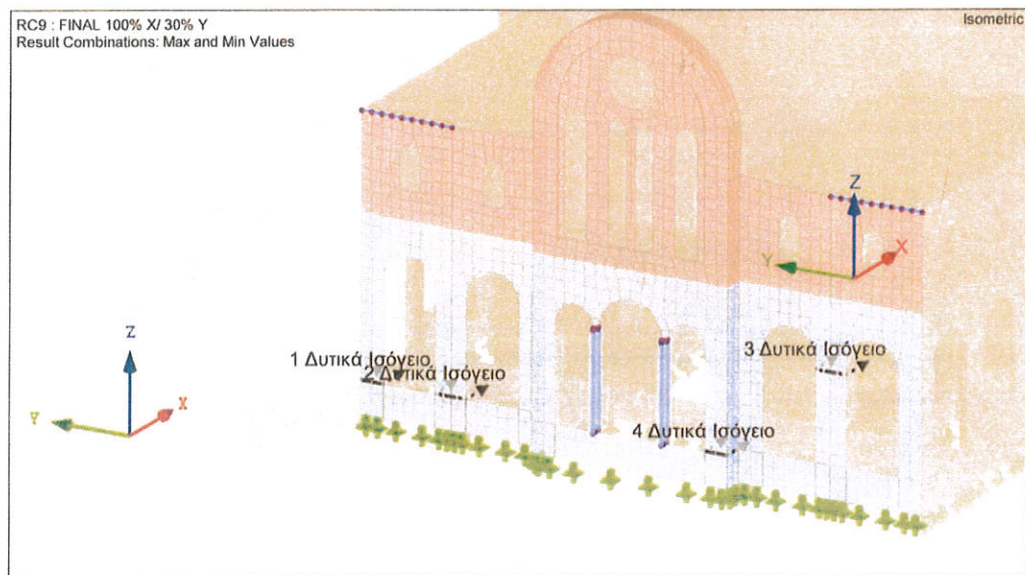 RC9 : FINAL 100% X/ 30% Y
Result Combinations: Max and Min Values
Isometric
Z
Y
X
Z
Y
X
1 Δυτικά Ισόγειο
2 Δυτικά Ισόγειο
3 Δυτικά Ισόγειο
4 Δυτικά Ισόγειο